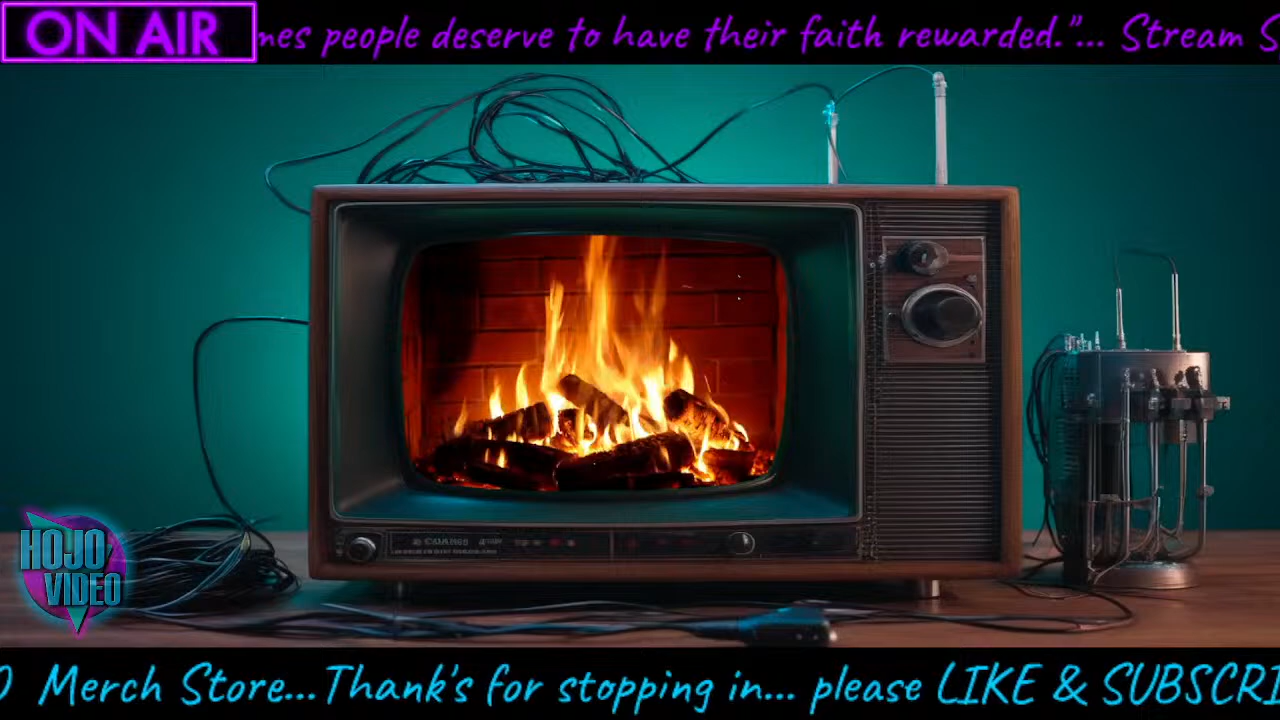 ON AIR
mes people deserve to have their faith rewarded."... Stream S
HOJO
VIDEO
O Merch Store...Thank's for stopping in... please LIKE & SUBSCRI